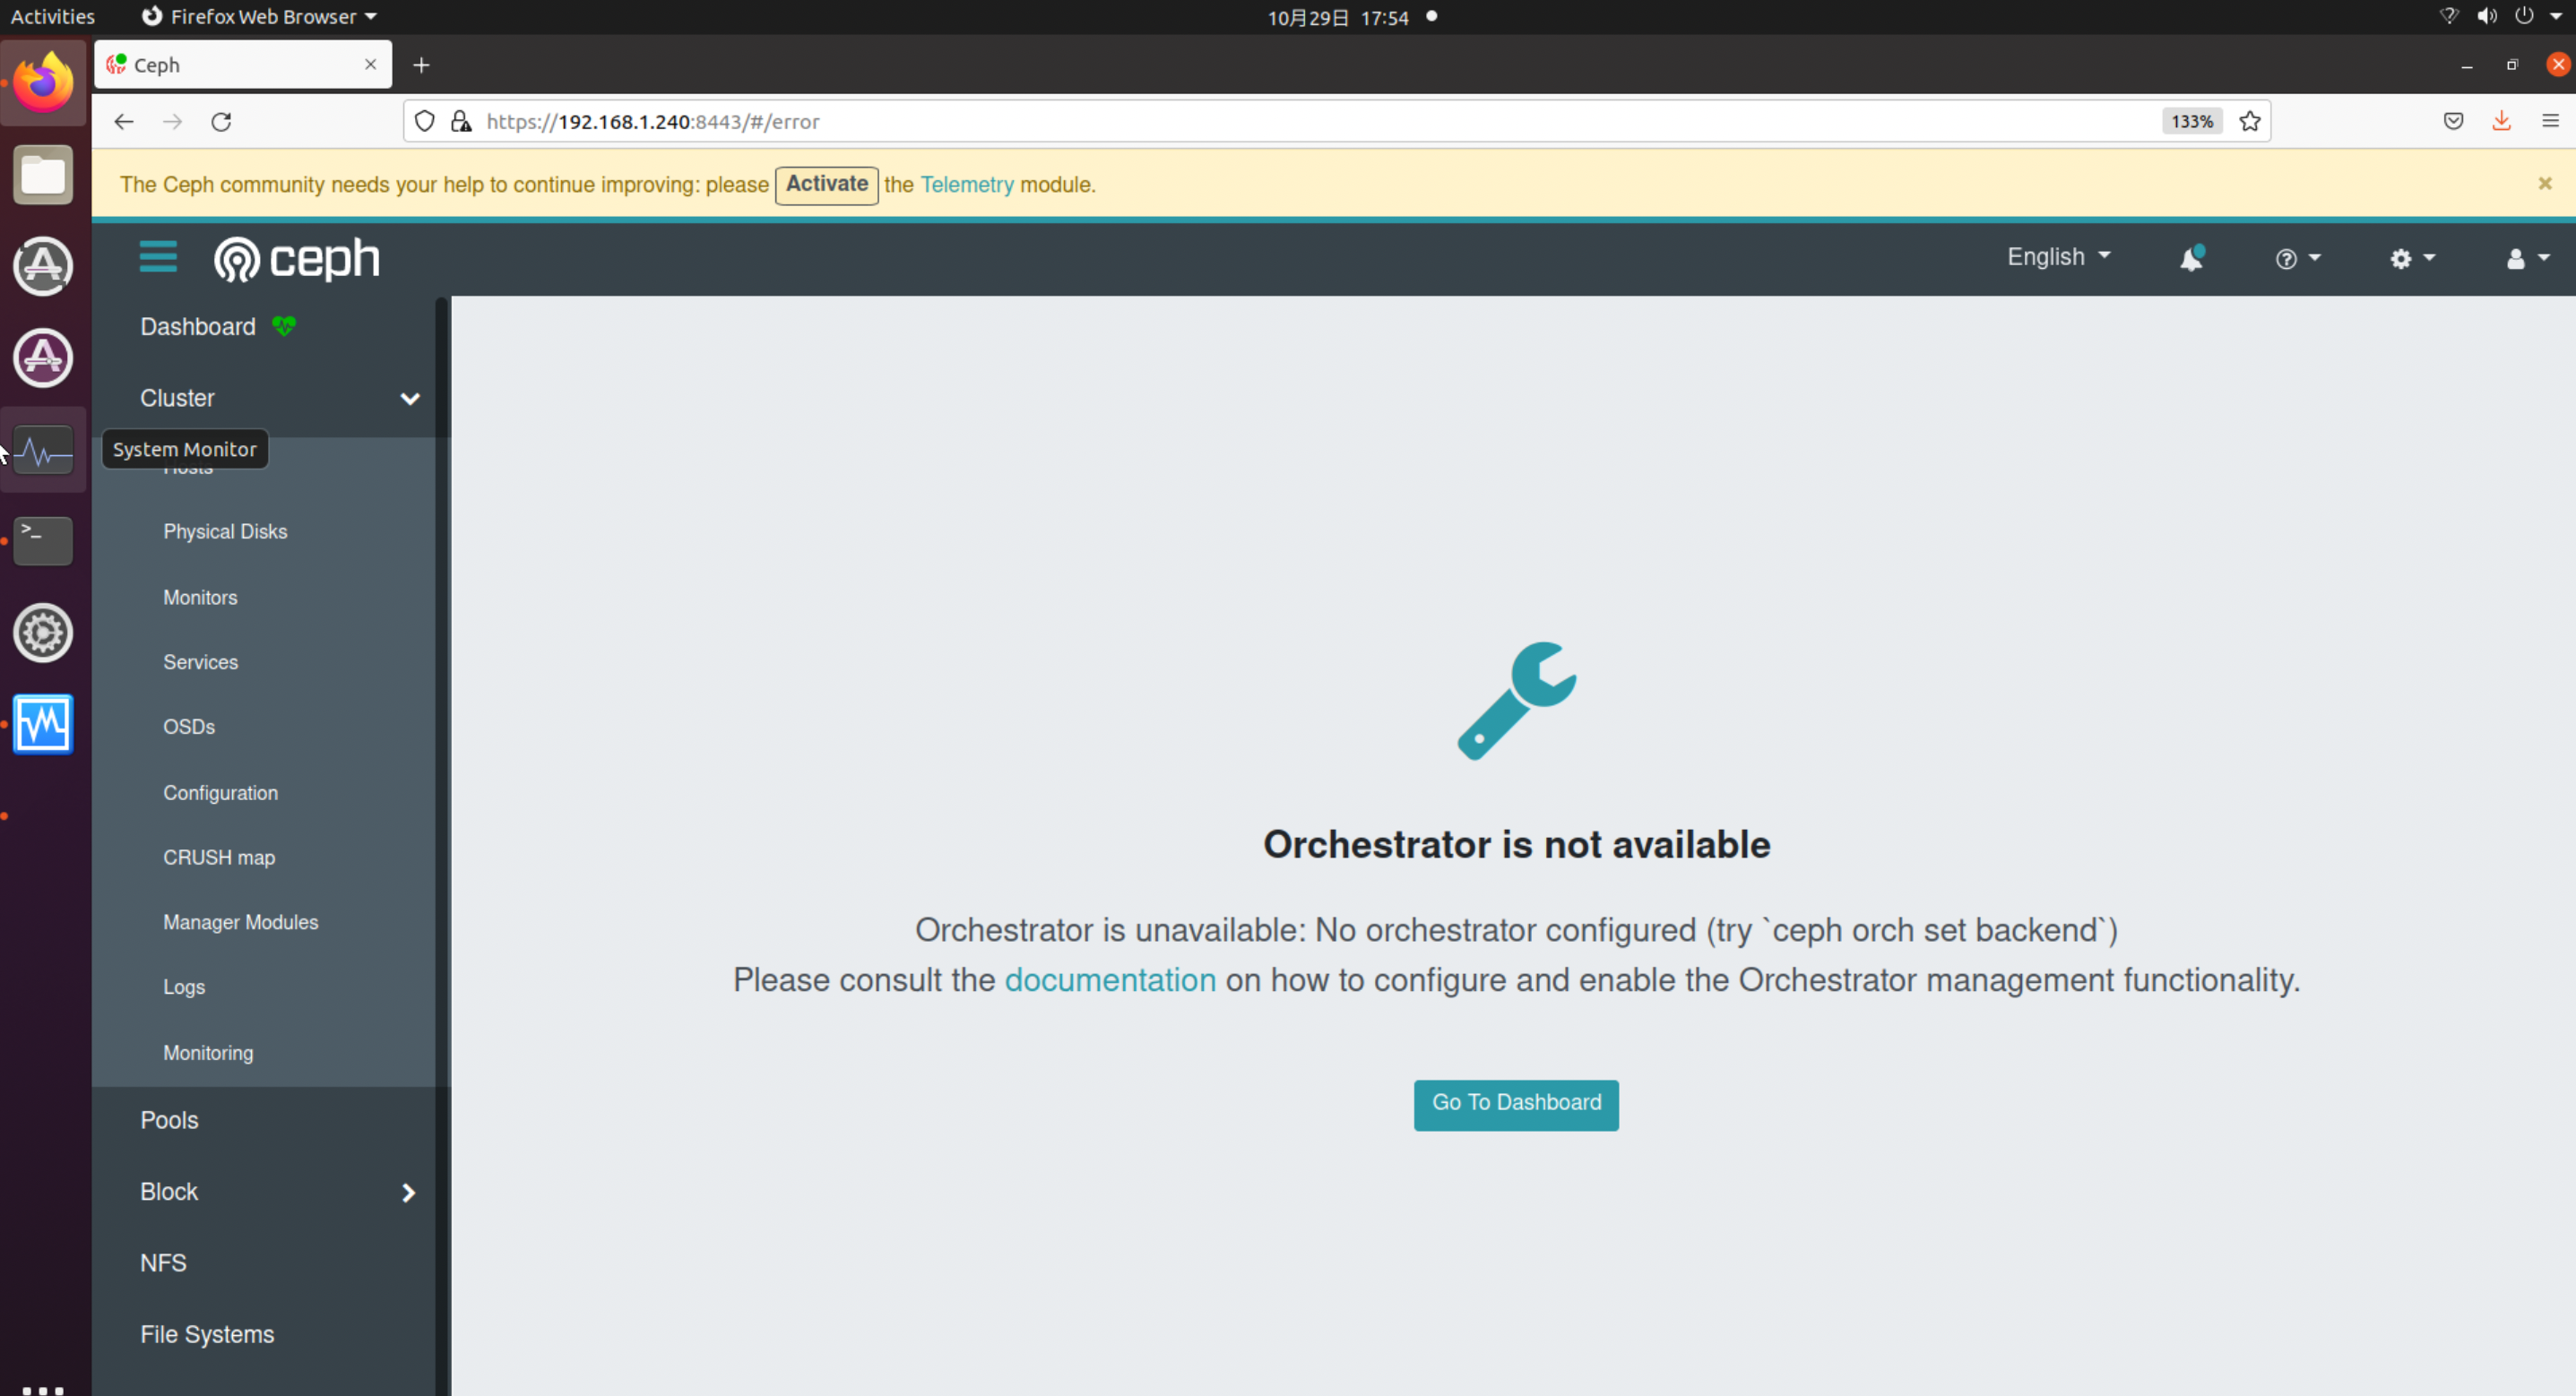 Activities
Firefox Web Browser
10月29日 17:54
Ceph
https://192.168.1.240:8443/#/error
133%
The Ceph community needs your help to continue improving: please Activate the Telemetry module.
ceph
English
Dashboard
Cluster
System Monitor
Hosts
Physical Disks
Monitors
Services
OSDs
Configuration
CRUSH map
Manager Modules
Logs
Monitoring
Pools
Block
NFS
File Systems
Orchestrator is not available
Orchestrator is unavailable: No orchestrator configured (try `ceph orch set backend`)
Please consult the documentation on how to configure and enable the Orchestrator management functionality.
Go To Dashboard